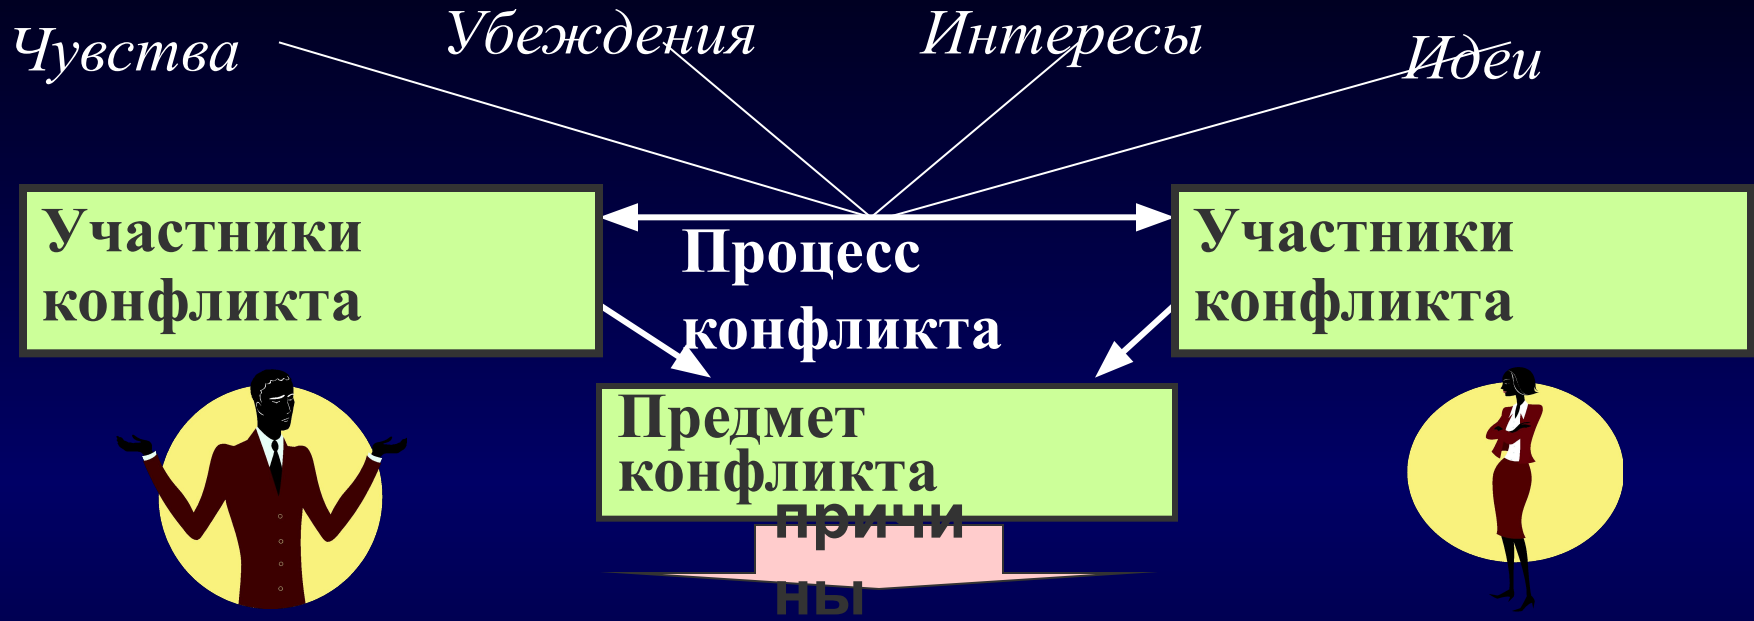 Чувства
Убеждения
Интересы
Идеи
Участники
конфликта
Процесс
конфликта
Участники
конфликта
Предмет
конфликта
причи
ны